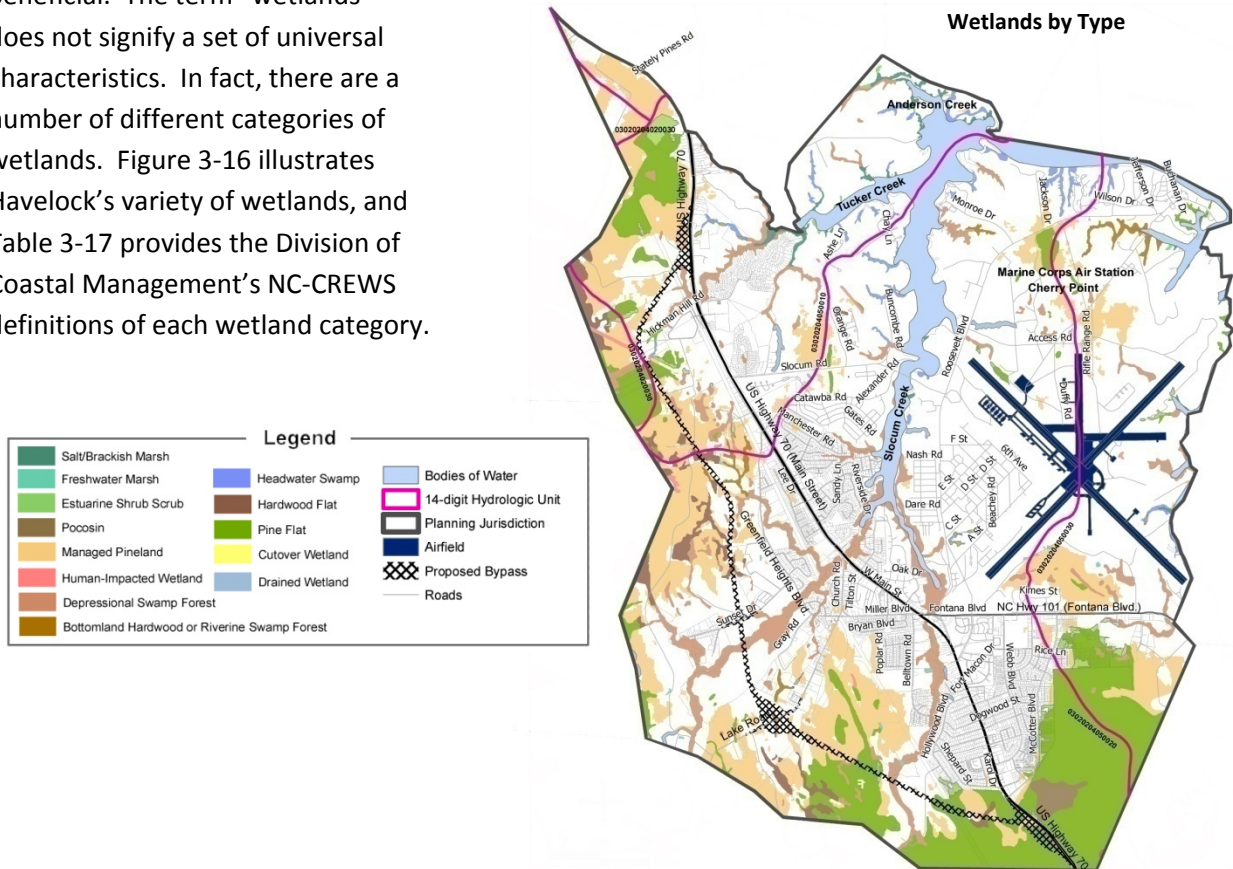 beneficial. The term "wetlands"
does not signify a set of universal
characteristics. In fact, there are a
number of different categories of
wetlands. Figure 3-16 illustrates
Havelock's variety of wetlands, and
Table 3-17 provides the Division of
Coastal Management's NC-CREWS
definitions of each wetland category.
Wetlands by Type
Stately Pines Rd
Anderson Creek
03020204020030
US Highway 70
Tucker Creek
Jefferson Dr
Buchanan Dr
Jackson Dr
Wilson Dr
Monroe Dr
Chay Ln
Ashe Ln
Marine Corps Air Station
Cherry Point
Hickman Hill Rd
03020204050010
Orange Rd
Buncombe Rd
Roosevelt Blvd
Access Rd
Rifle Range Rd
Duffy Rd
03020204020030
Slocum Rd
Alexander Rd
Catawba Rd
Gates Rd
Manchester Rd
US Highway 70 (Main Street)
Slocum Creek
Lee Dr
Sandy Ln
Riverside Dr
Nash Rd
F St
6th Ave
D St
D St
E St
Beachey Rd
Dare Rd
C St
A St
Greenfield Heights Blvd
03020204050030
Church Rd
Tilton St
W Main St
Oak Dr
Kimes St
Miller Blvd
Fontana Blvd
NC Hwy 101 (Fontana Blvd.)
Sunset Dr
Gray Rd
Bryan Blvd
Poplar Rd
Belltown Rd
Fort Macon Dr
Webb Blvd
Rice Ln
Dogwood St
McCotter Blvd
03020204050020
Lake Road
Hollywood Blvd
Shepard St
Karol Dr
US Highway 70
Legend
Salt/Brackish Marsh
Freshwater Marsh
Estuarine Shrub Scrub
Pocosin
Managed Pineland
Human-Impacted Wetland
Depressional Swamp Forest
Bottomland Hardwood or Riverine Swamp Forest
Headwater Swamp
Hardwood Flat
Pine Flat
Cutover Wetland
Drained Wetland
Bodies of Water
14-digit Hydrologic Unit
Planning Jurisdiction
Airfield
Proposed Bypass
Roads